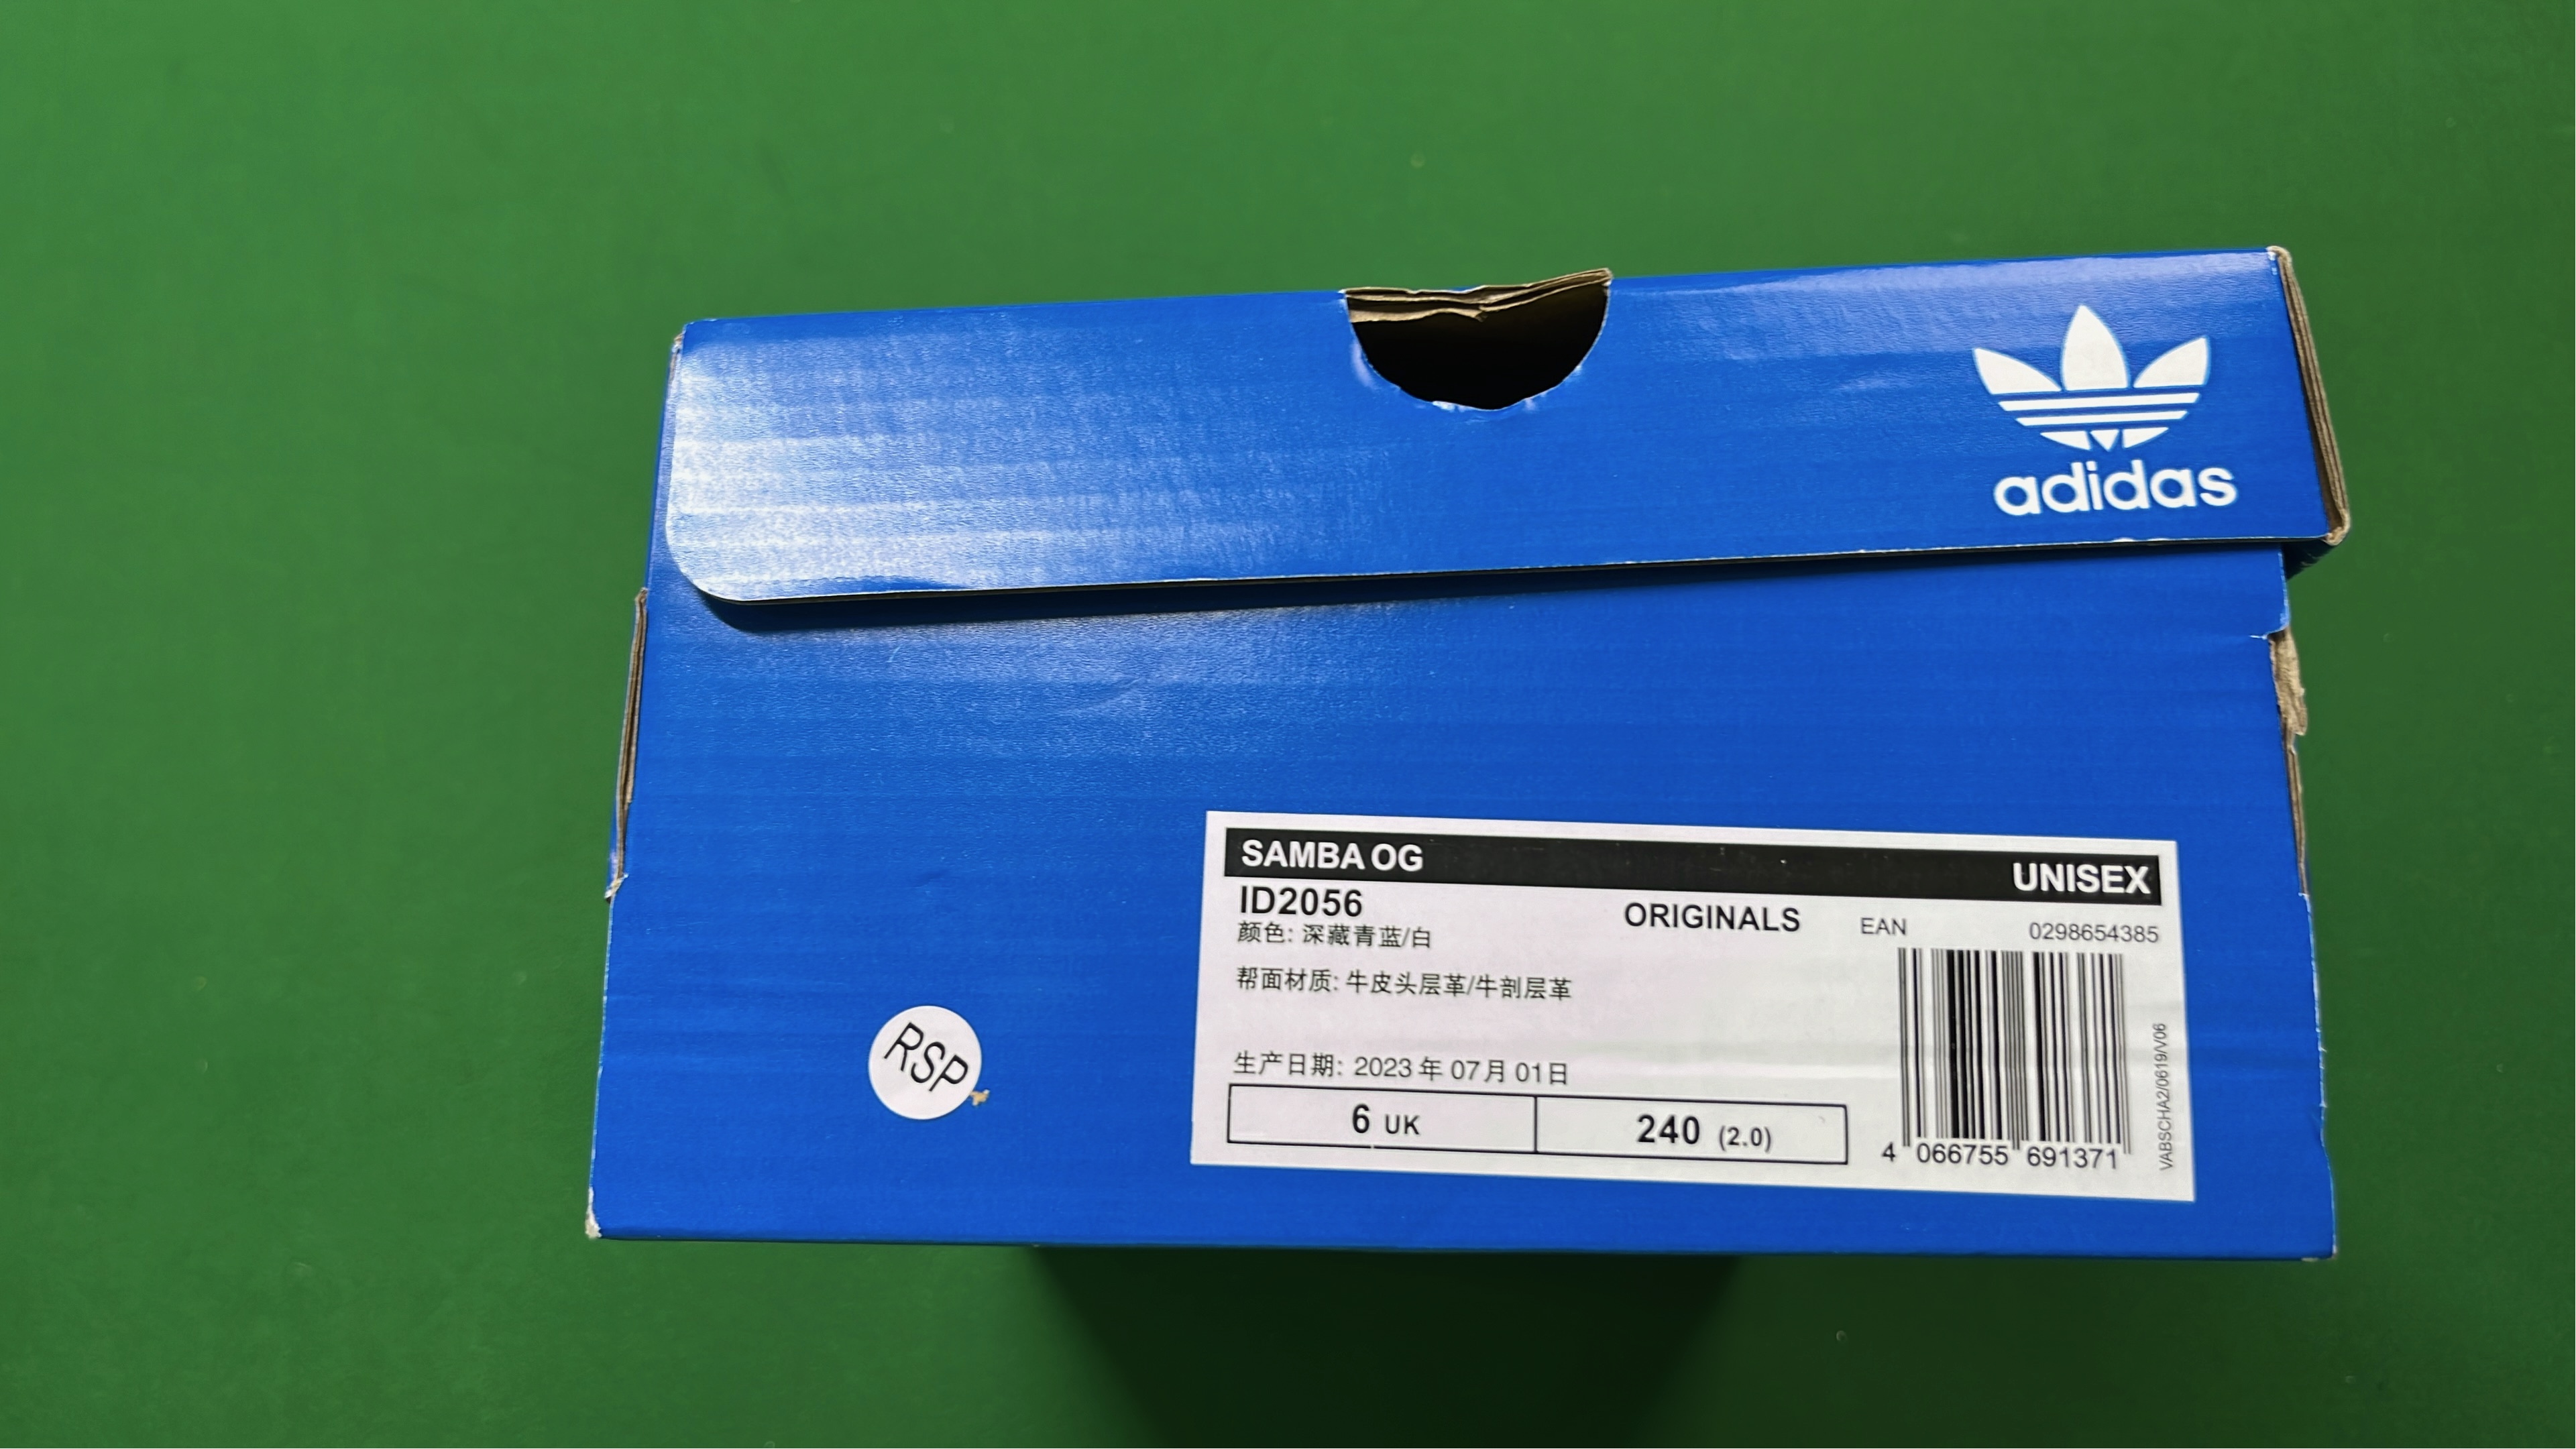 adidas
SAMBA OG UNISEX
ID2056 ORIGINALS EAN 0298654385
颜色: 深藏青蓝/白
帮面材质: 牛皮头层革/牛剖层革
生产日期: 2023 年 07月 01日
6 UK 240 (2.0)
4 066755 691371
VABSCHA2/0619/V06
RSP